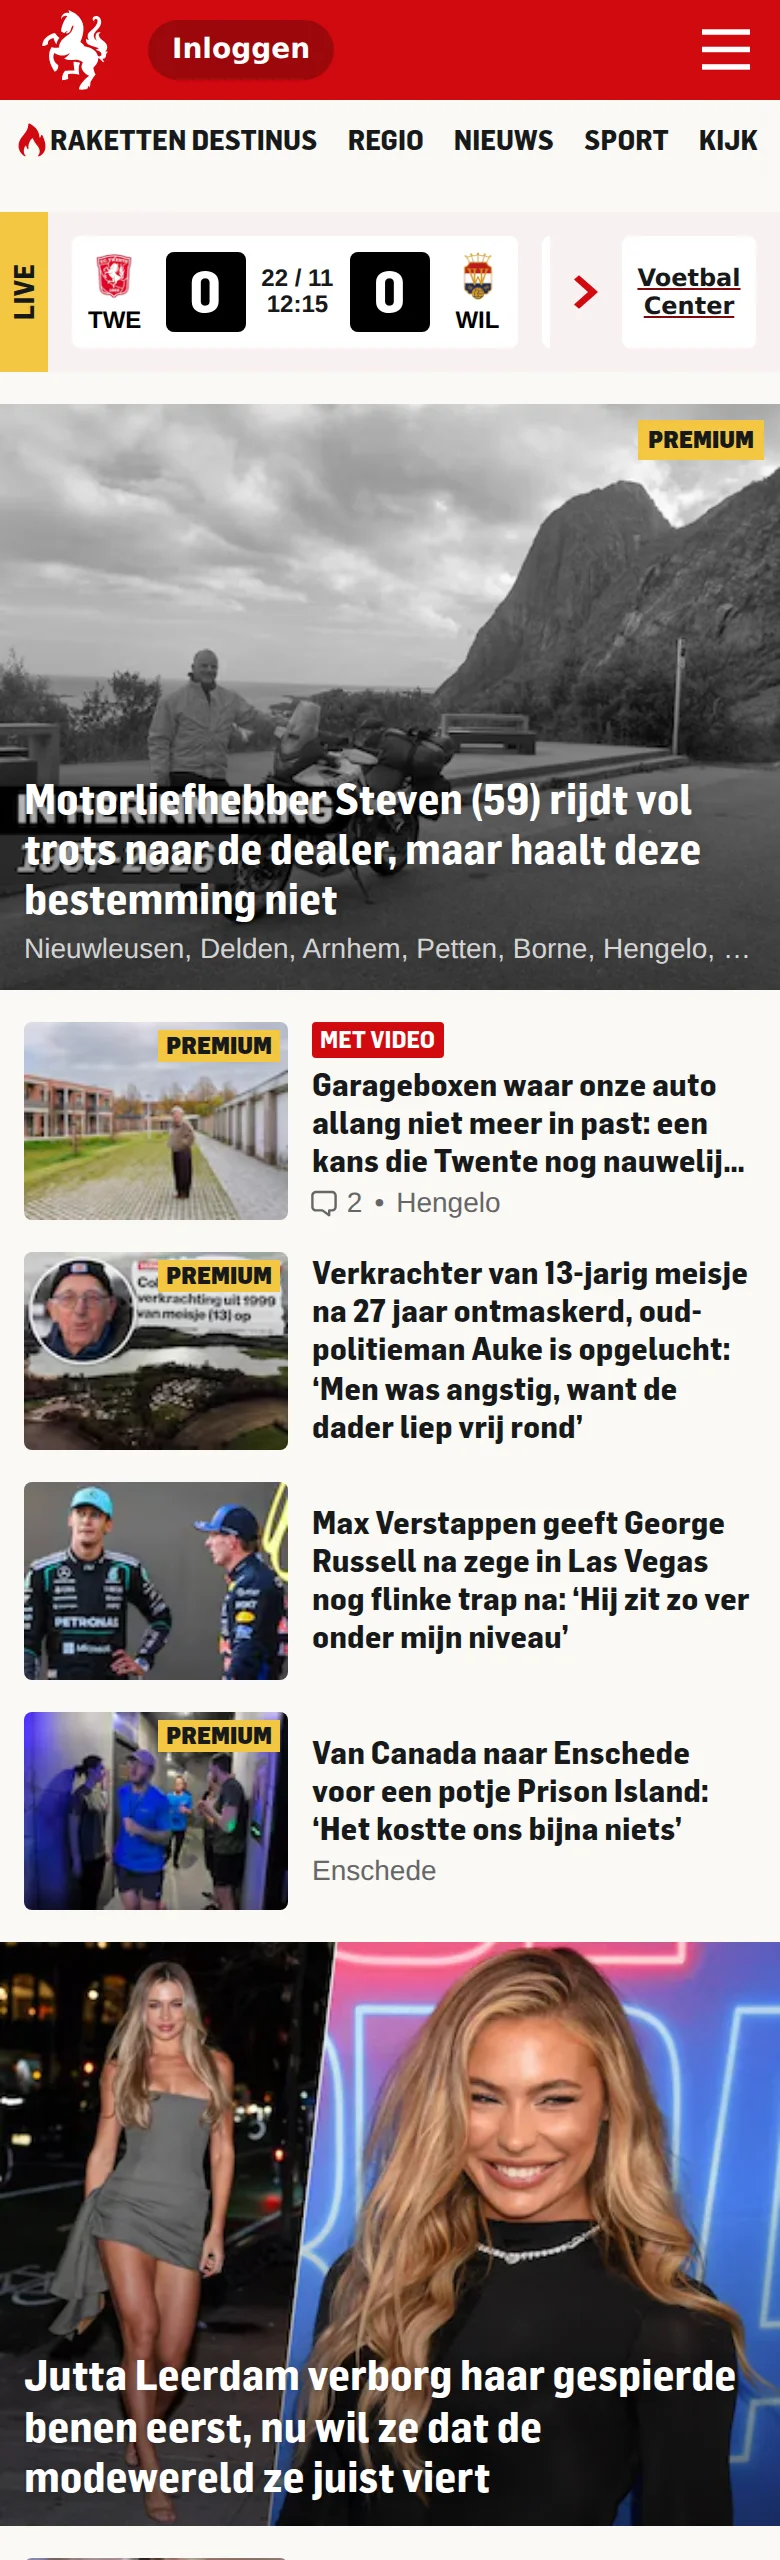 Inloggen
RAKETTEN DESTINUS REGIO NIEUWS SPORT KIJK
LIVE
TWE
0
22 / 11
12:15
0
WIL
Voetbal
Center
PREMIUM
Motorliefhebber Steven (59) rijdt vol
trots naar de dealer, maar haalt deze
bestemming niet
Nieuwleusen, Delden, Arnhem, Petten, Borne, Hengelo, …
PREMIUM
MET VIDEO
Garageboxen waar onze auto
allang niet meer in past: een
kans die Twente nog nauwelij...
2 • Hengelo
PREMIUM
verkrachting uit 1999
van meisje (13) op
Verkrachter van 13-jarig meisje
na 27 jaar ontmaskerd, oud-
politieman Auke is opgelucht:
‘Men was angstig, want de
dader liep vrij rond’
PETRONAS
Max Verstappen geeft George
Russell na zege in Las Vegas
nog flinke trap na: ‘Hij zit zo ver
onder mijn niveau’
PREMIUM
Van Canada naar Enschede
voor een potje Prison Island:
‘Het kostte ons bijna niets’
Enschede
Jutta Leerdam verborg haar gespierde
benen eerst, nu wil ze dat de
modewereld ze juist viert